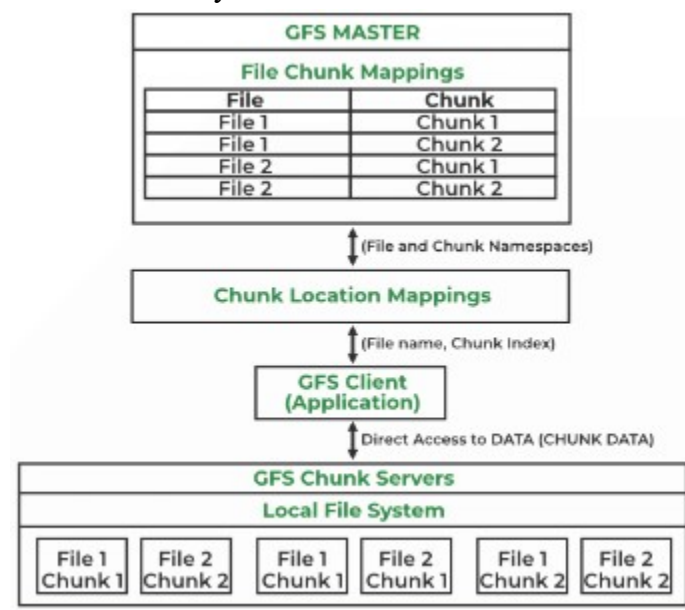 GFS MASTER
File Chunk Mappings
File Chunk
File 1 Chunk 1
File 1 Chunk 2
File 2 Chunk 1
File 2 Chunk 2
(File and Chunk Namespaces)
Chunk Location Mappings
(File name, Chunk Index)
GFS Client
(Application)
Direct Access to DATA (CHUNK DATA)
GFS Chunk Servers
Local File System
File 1 File 2 File 1 File 2 File 1 File 2
Chunk 1 Chunk 2 Chunk 1 Chunk 1 Chunk 2 Chunk 2